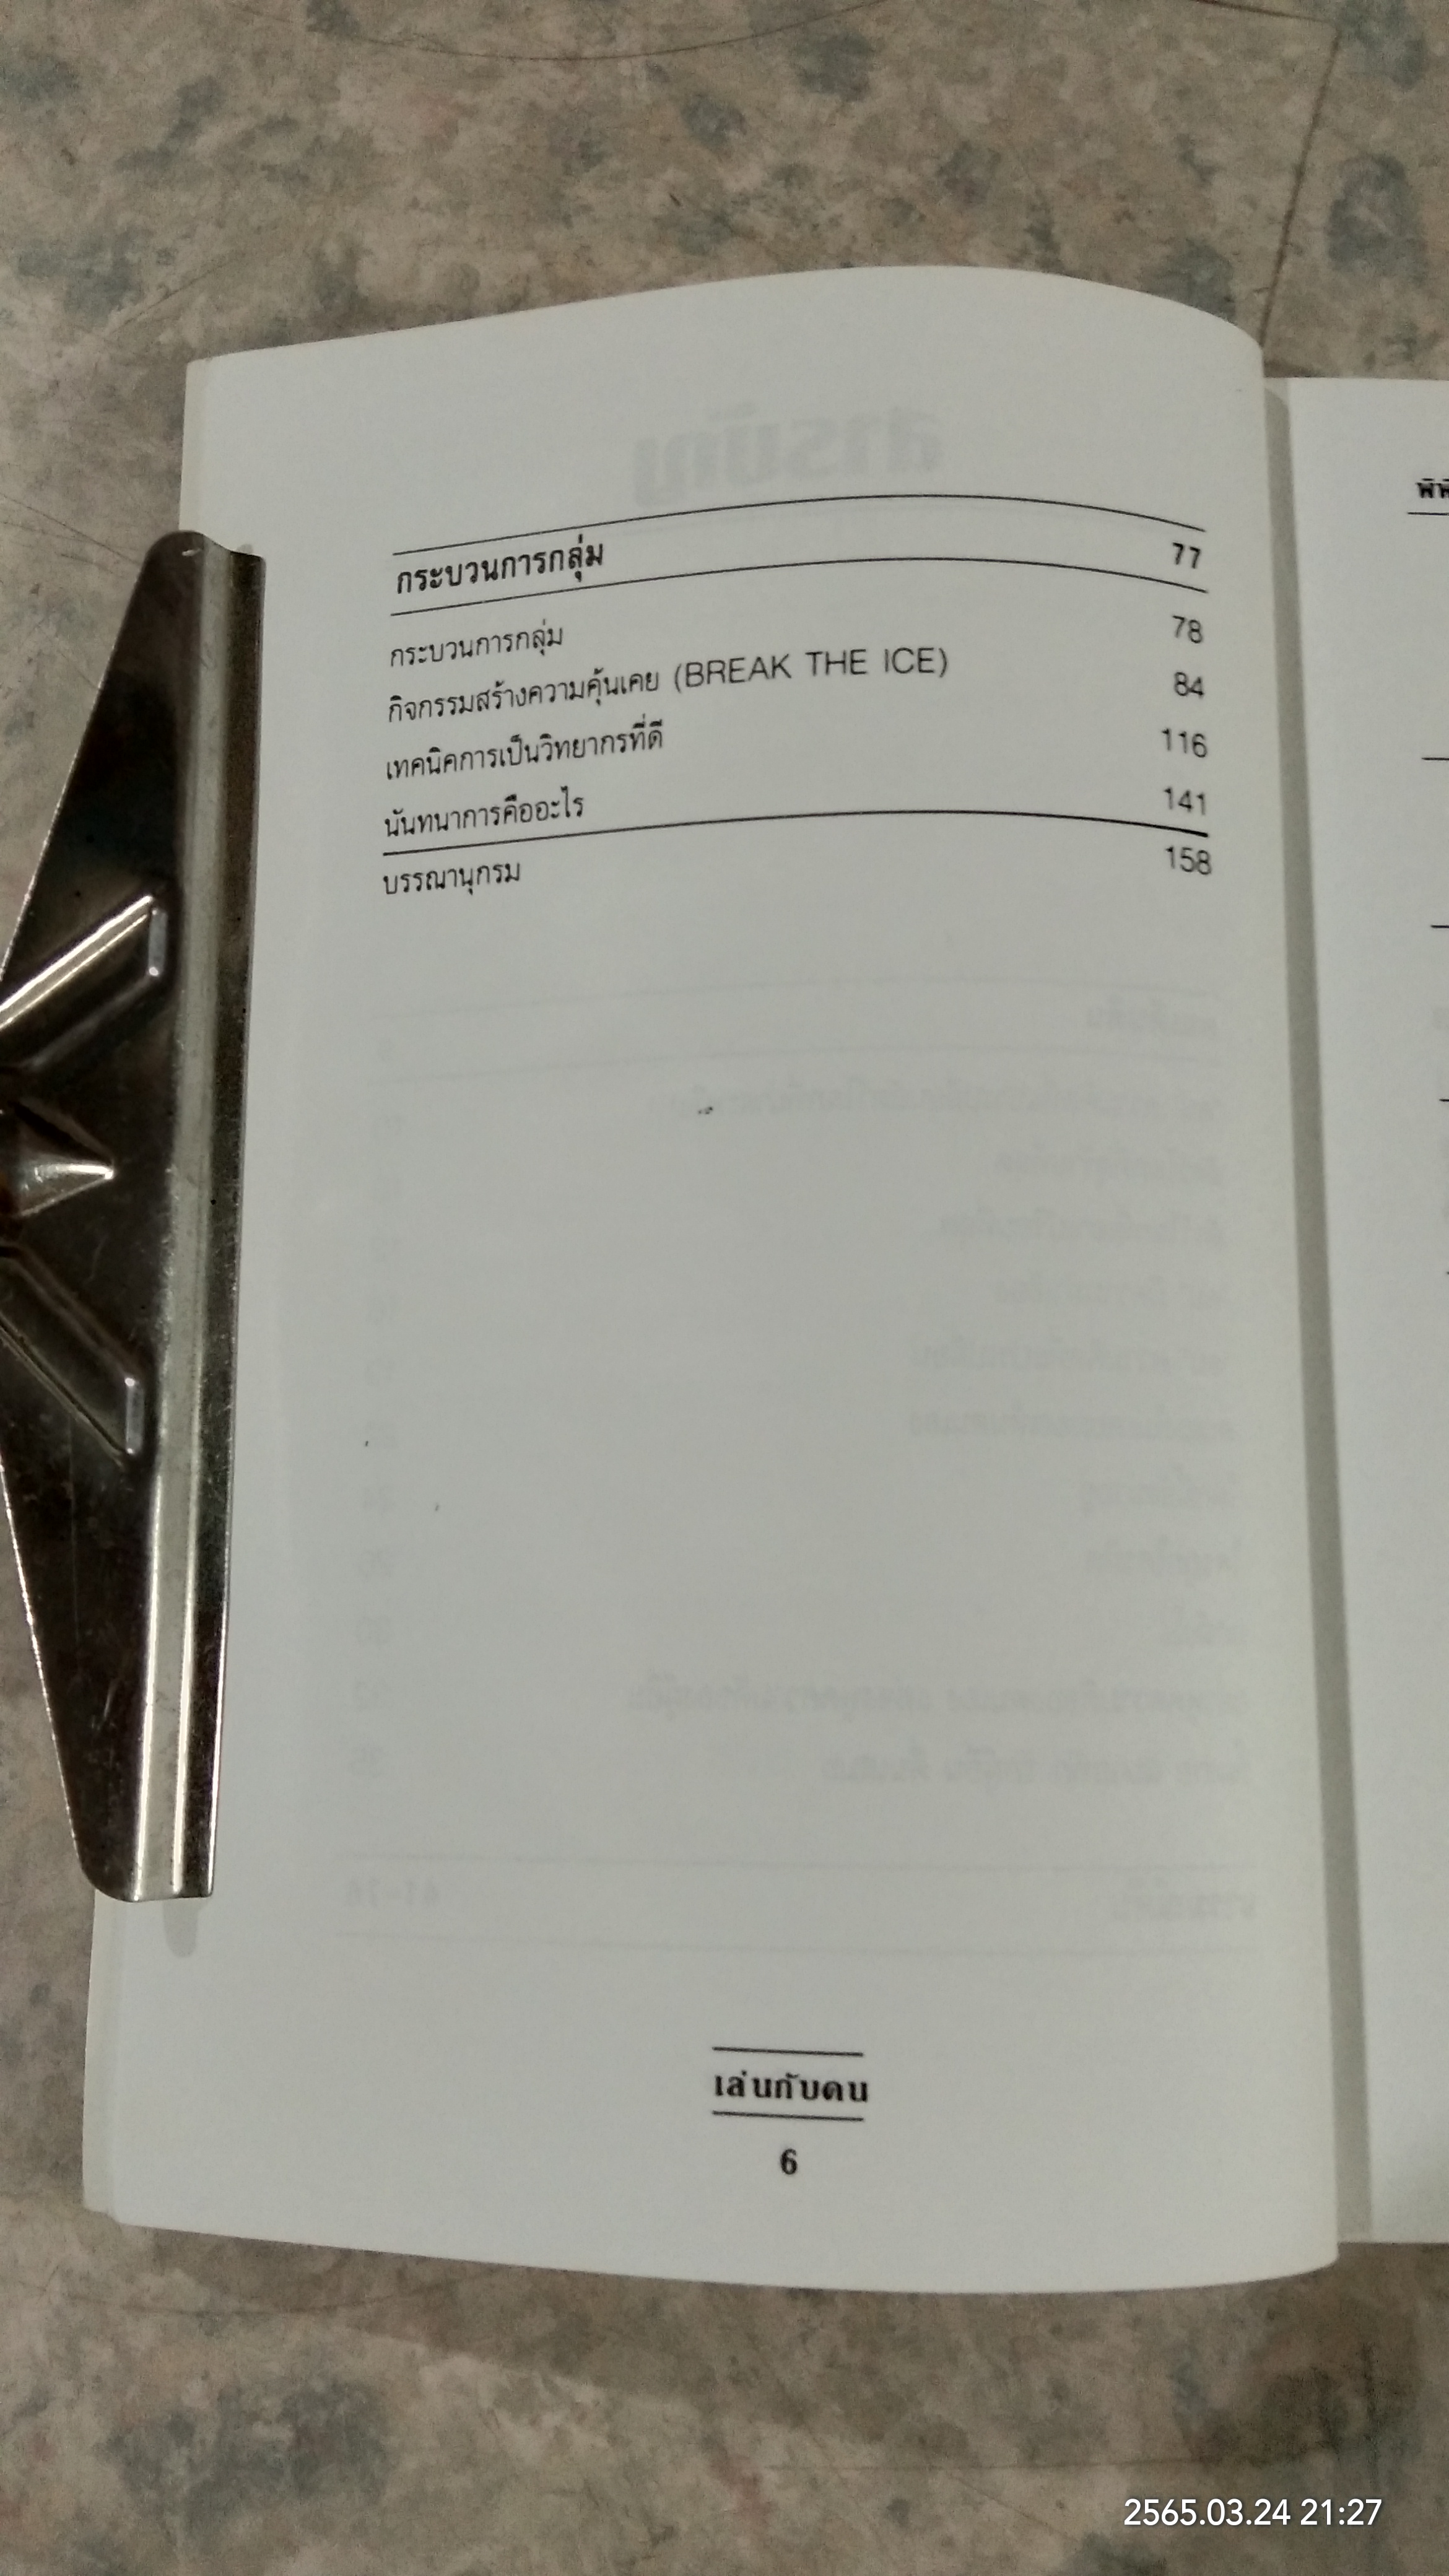 กระบวนการกลุ่ม 77
กระบวนการกลุ่ม 78
กิจกรรมสร้างความคุ้นเคย (BREAK THE ICE) 84
เทคนิคการเป็นวิทยากรที่ดี 116
นันทนาการคืออะไร 141
บรรณานุกรม 158
เล่นกับคน
6
2565.03.24 21:27